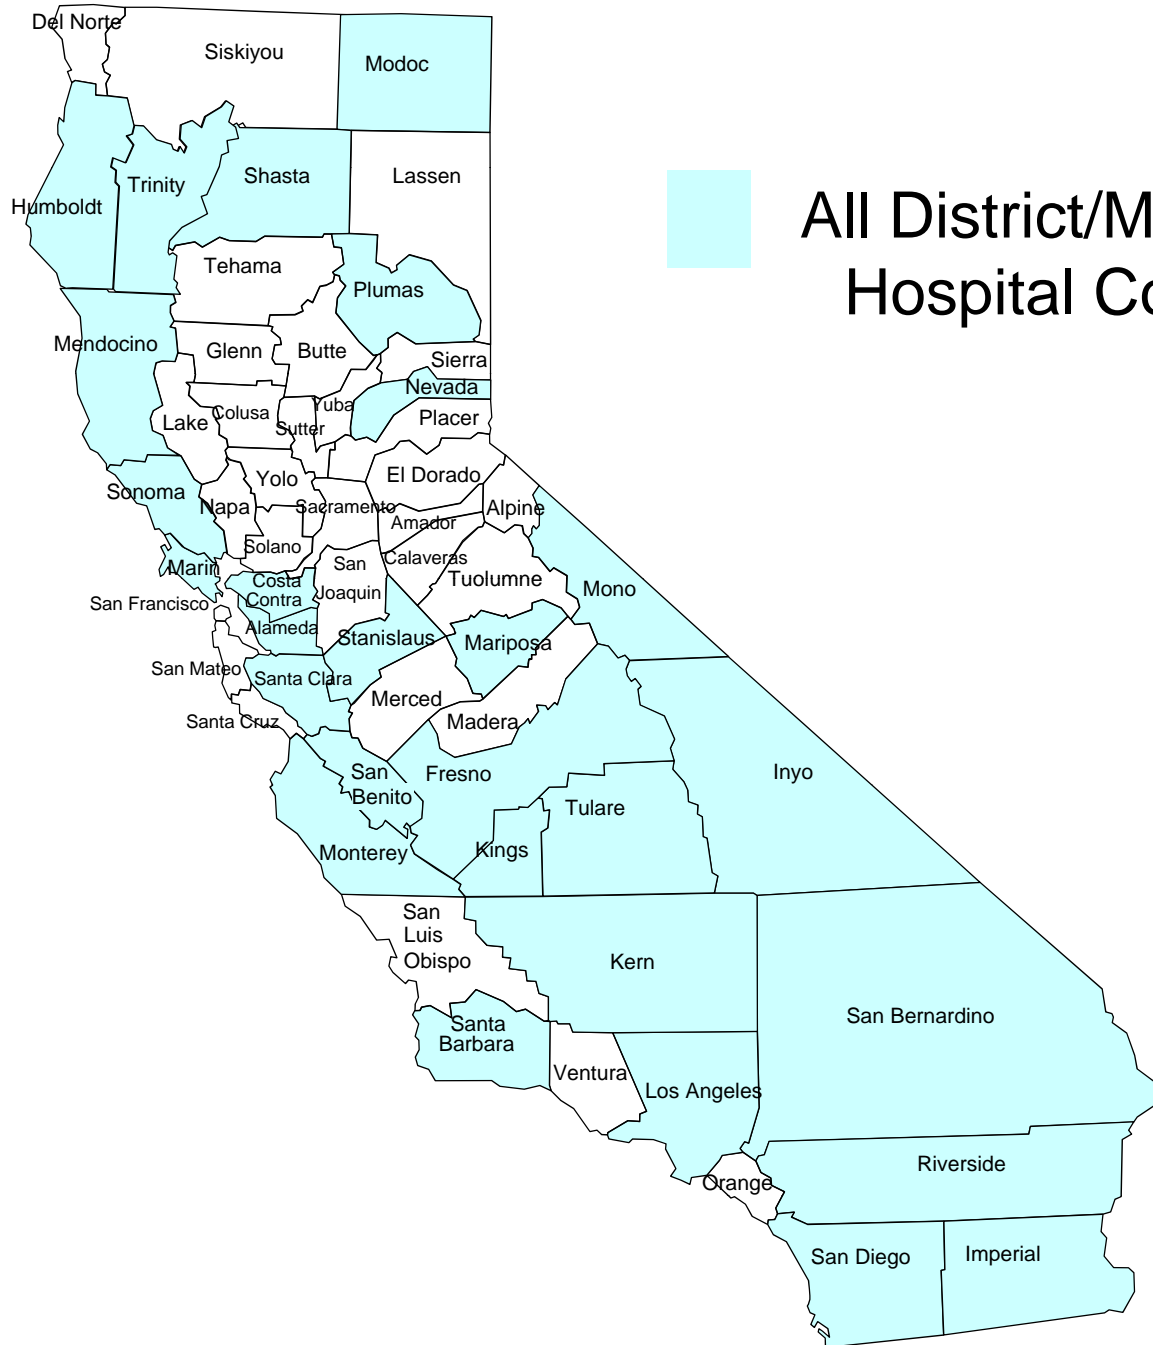 Del Norte
Siskiyou
Modoc
Humboldt
Trinity
Shasta
Lassen
All District/M
Hospital Co
Tehama
Plumas
Mendocino
Glenn
Butte
Sierra
Nevada
Lake
Colusa
Sutter
Yuba
Placer
Sonoma
Napa
Yolo
Sacramento
El Dorado
Alpine
Amador
Solano
Calaveras
Marin
Costa
Contra
San
Joaquin
Tuolumne
Mono
San Francisco
Alameda
Stanislaus
Mariposa
San Mateo
Santa Clara
Merced
Madera
Santa Cruz
San
Benito
Fresno
Inyo
Tulare
Monterey
Kings
San
Luis
Obispo
Kern
San Bernardino
Santa
Barbara
Ventura
Los Angeles
Orange
Riverside
San Diego
Imperial